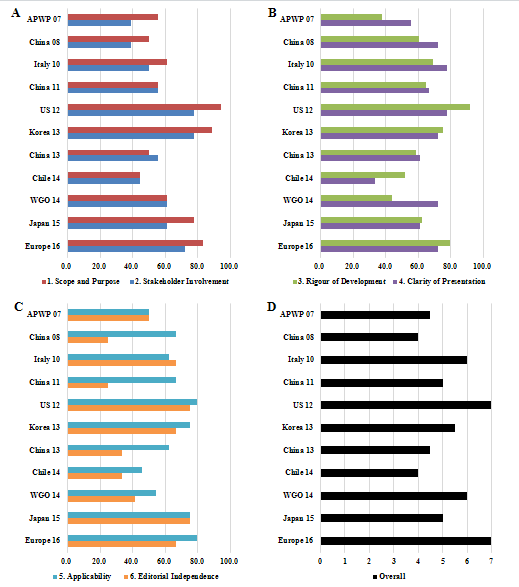 A
APWP 07
China 08
Italy 10
China 11
US 12
Korea 13
China 13
Chile 14
WGO 14
Japan 15
Europe 16
0.0 20.0 40.0 60.0 80.0 100.0
1. Scope and Purpose 2. Stakeholder Involvement
B
APWP 07
China 08
Italy 10
China 11
US 12
Korea 13
China 13
Chile 14
WGO 14
Japan 15
Europe 16
0.0 20.0 40.0 60.0 80.0 100.0
3. Rigour of Development 4. Clarity of Presentation
C
APWP 07
China 08
Italy 10
China 11
US 12
Korea 13
China 13
Chile 14
WGO 14
Japan 15
Europe 16
0.0 20.0 40.0 60.0 80.0 100.0
5. Applicability 6. Editorial Independence
D
APWP 07
China 08
Italy 10
China 11
US 12
Korea 13
China 13
Chile 14
WGO 14
Japan 15
Europe 16
0 1 2 3 4 5 6 7
Overall